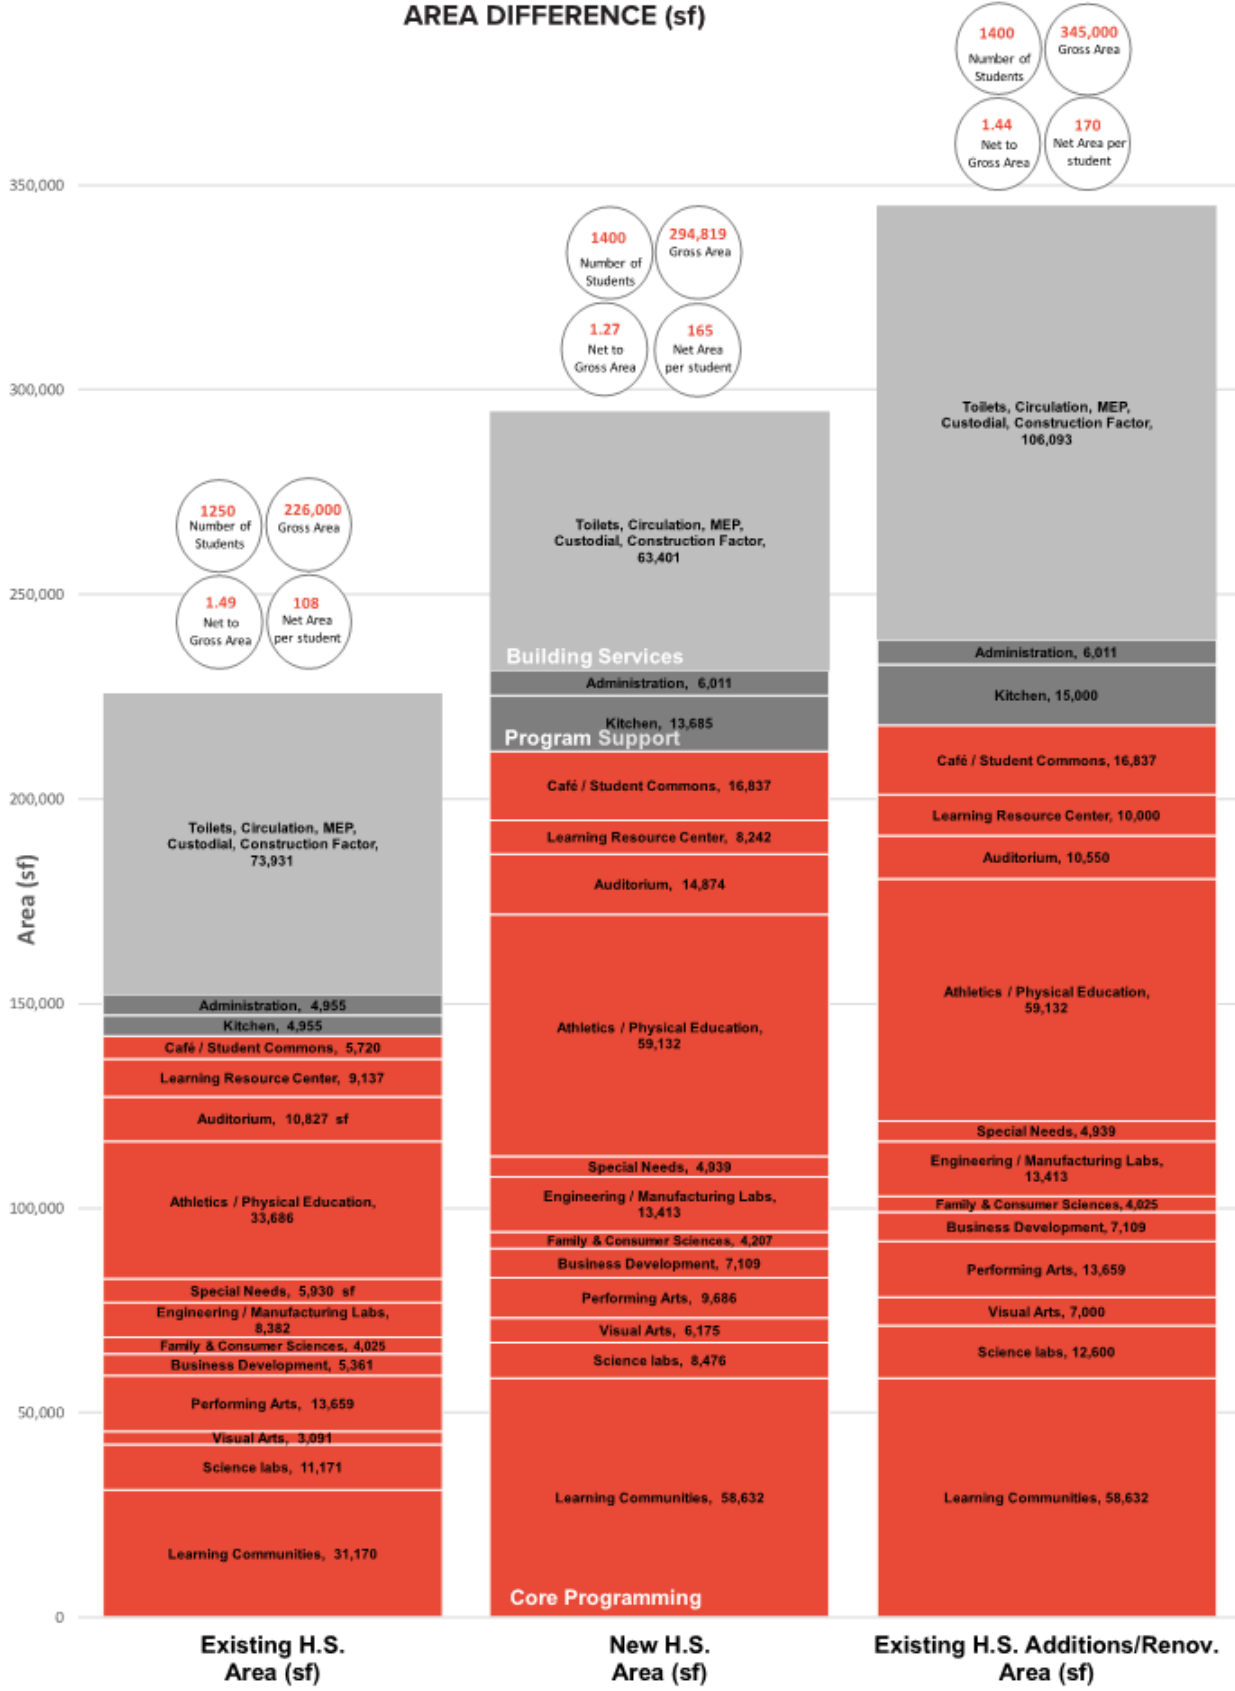 AREA DIFFERENCE (sf)
1400
Number of
Students
345,000
Gross Area
1.44
Net to
Gross Area
170
Net Area per
student
1400
Number of
Students
294,819
Gross Area
1.27
Net to
Gross Area
165
Net Area
per student
1250
Number of
Students
226,000
Gross Area
1.49
Net to
Gross Area
108
Net Area
per student
Area (sf)
350,000
300,000
250,000
200,000
150,000
100,000
50,000
0
Toilets, Circulation, MEP,
Custodial, Construction Factor,
73,931
Administration, 4,955
Kitchen, 4,955
Café / Student Commons, 5,720
Learning Resource Center, 9,137
Auditorium, 10,827 sf
Athletics / Physical Education,
33,686
Special Needs, 5,930 sf
Engineering / Manufacturing Labs,
8,382
Family & Consumer Sciences, 4,025
Business Development, 5,361
Performing Arts, 13,659
Visual Arts, 3,091
Science labs, 11,171
Learning Communities, 31,170
Existing H.S.
Area (sf)
Toilets, Circulation, MEP,
Custodial, Construction Factor,
63,401
Building Services
Administration, 6,011
Kitchen, 13,685
Program Support
Café / Student Commons, 16,837
Learning Resource Center, 8,242
Auditorium, 14,874
Athletics / Physical Education,
59,132
Special Needs, 4,939
Engineering / Manufacturing Labs,
13,413
Family & Consumer Sciences, 4,207
Business Development, 7,109
Performing Arts, 9,686
Visual Arts, 6,175
Science labs, 8,476
Learning Communities, 58,632
Core Programming
New H.S.
Area (sf)
Toilets, Circulation, MEP,
Custodial, Construction Factor,
106,093
Administration, 6,011
Kitchen, 15,000
Café / Student Commons, 16,837
Learning Resource Center, 10,000
Auditorium, 10,550
Athletics / Physical Education,
59,132
Special Needs, 4,939
Engineering / Manufacturing Labs,
13,413
Family & Consumer Sciences, 4,025
Business Development, 7,109
Performing Arts, 13,659
Visual Arts, 7,000
Science labs, 12,600
Learning Communities, 58,632
Existing H.S. Additions/Renov.
Area (sf)